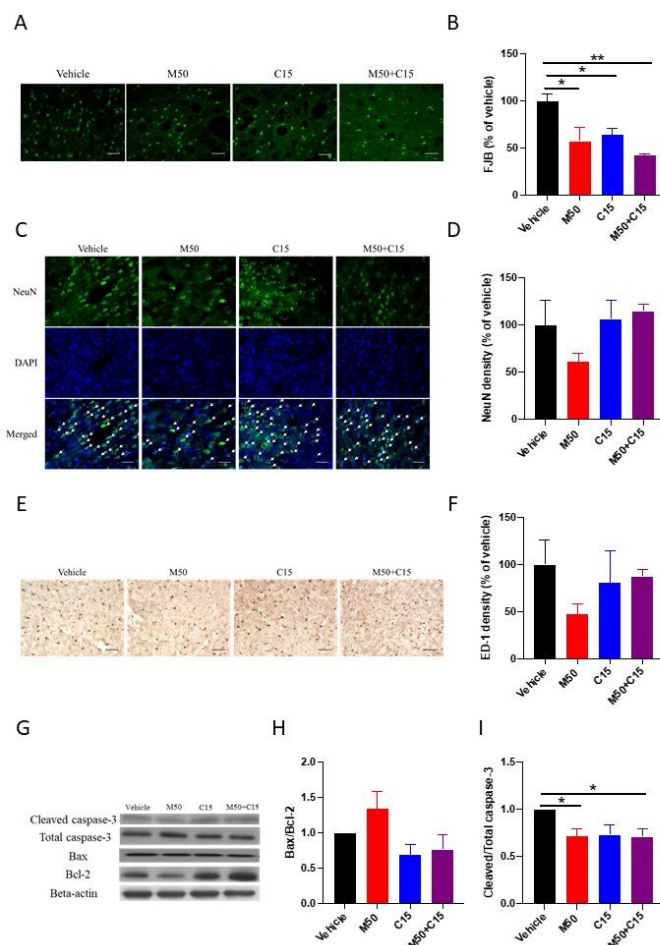 A
Vehicle M50 C15 M50+C15
B
FJB (% of vehicle)
150
100
50
0
**
*
*
Vehicle M50 C15 M50+C15
C
Vehicle M50 C15 M50+C15
NeuN
DAPI
Merged
D
NeuN density (% of vehicle)
150
100
50
0
Vehicle M50 C15 M50+C15
E
Vehicle M50 C15 M50+C15
F
ED-1 density (% of vehicle)
150
100
50
0
Vehicle M50 C15 M50+C15
G
Vehicle M50 C15 M50+C15
Cleaved caspase-3
Total caspase-3
Bax
Bcl-2
Beta-actin
H
Bax/Bcl-2
2.0
1.5
1.0
0.5
0.0
Vehicle M50 C15 M50+C15
I
Cleaved/Total caspase-3
1.5
1.0
0.5
0.0
*
*
Vehicle M50 C15 M50+C15